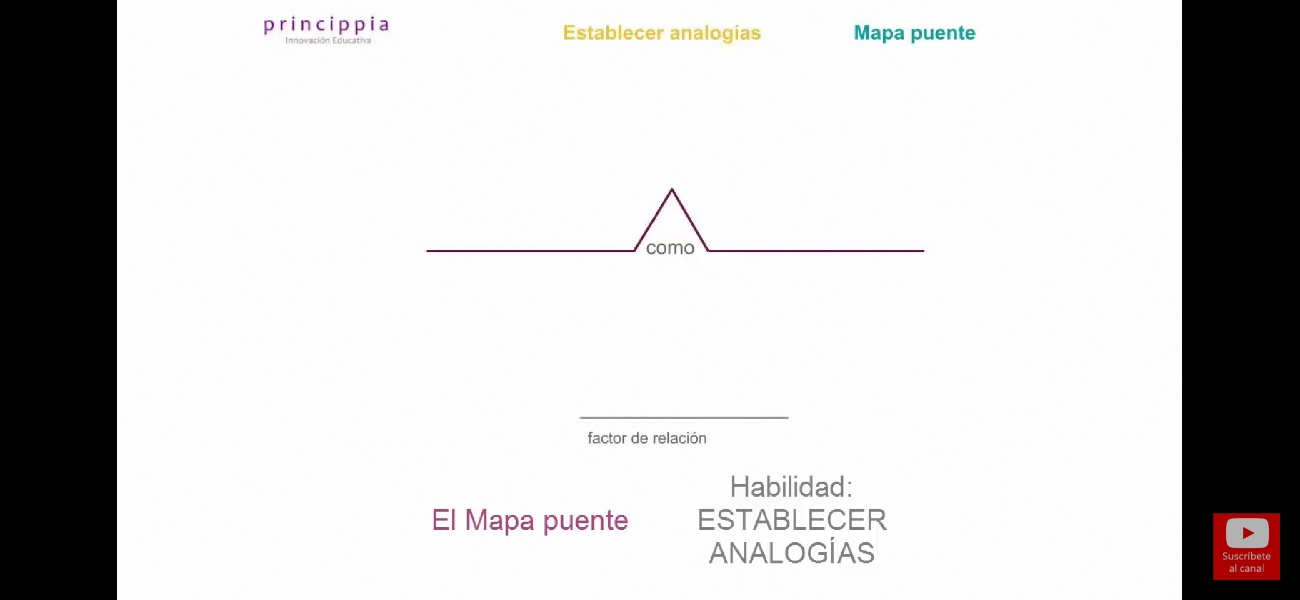 princippia
Innovación Educativa
Establecer analogías
Mapa puente
como
factor de relación
El Mapa puente
Habilidad:
ESTABLECER
ANALOGÍAS
Suscríbete
al canal